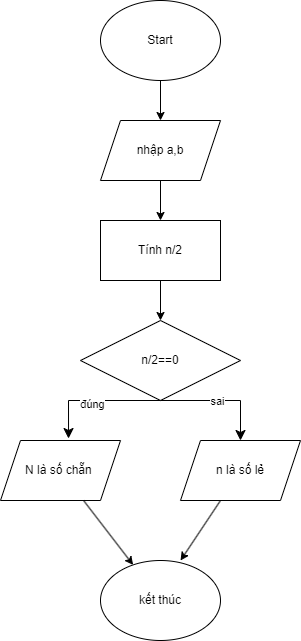 Start
nhập a,b
Tính n/2
n/2==0
đúng
sai
N là số chẵn
n là số lẻ
kết thúc